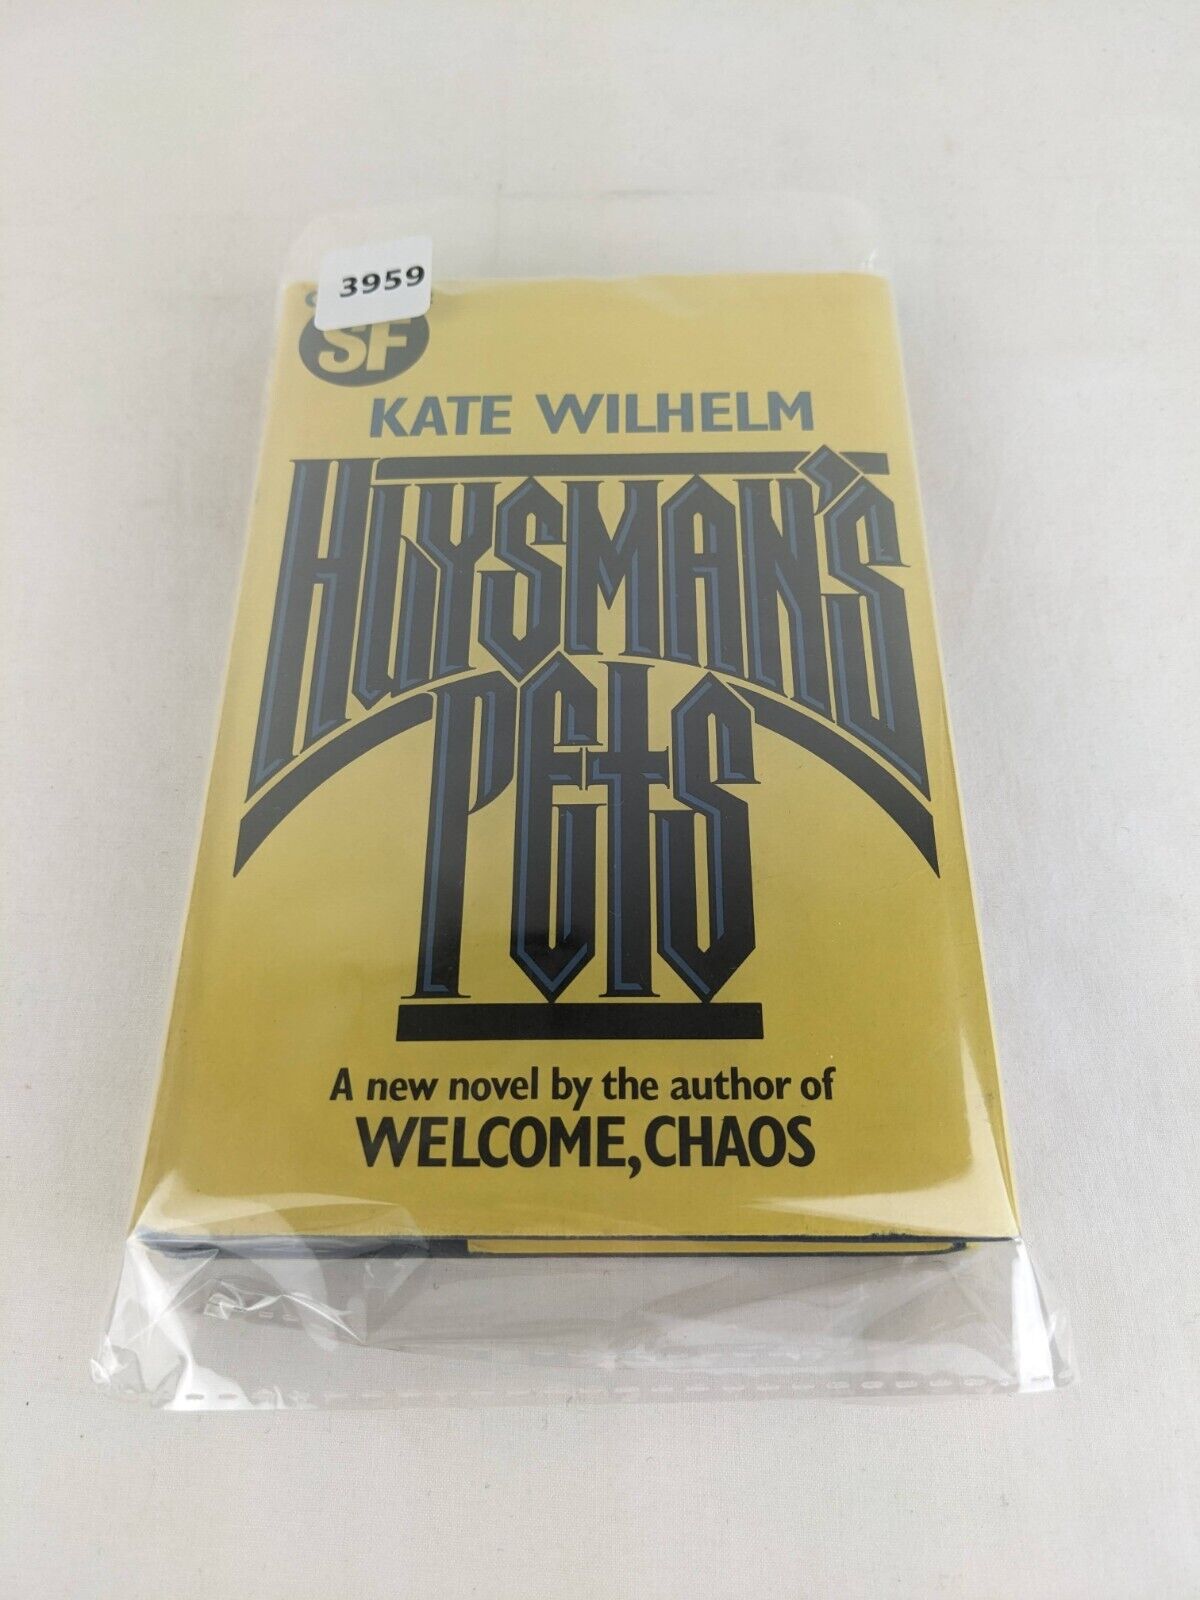 3959
SF
KATE WILHELM
HUYSMAN'S
PETS
A new novel by the author of
WELCOME, CHAOS